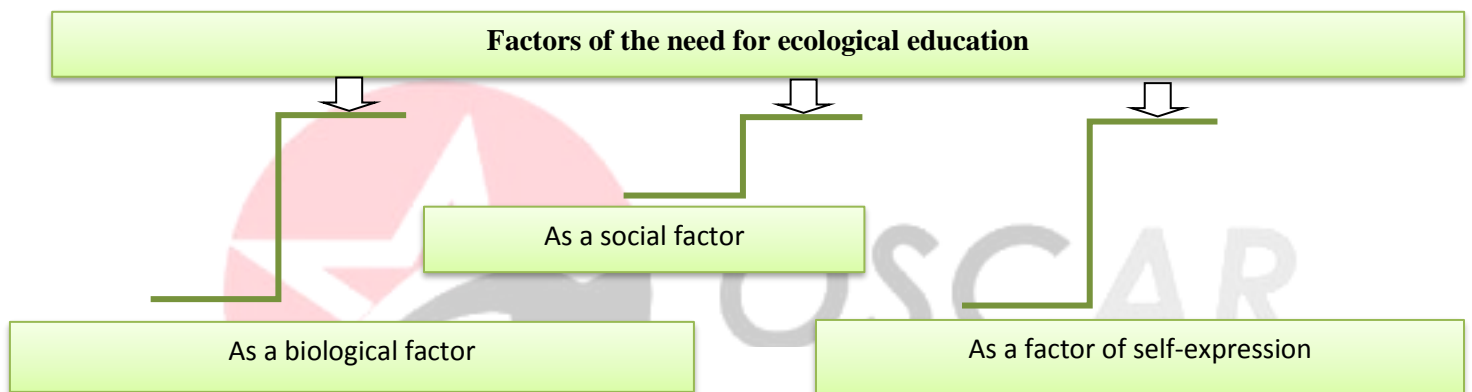 Factors of the need for ecological education
As a social factor
As a biological factor
As a factor of self-expression
OSCAR